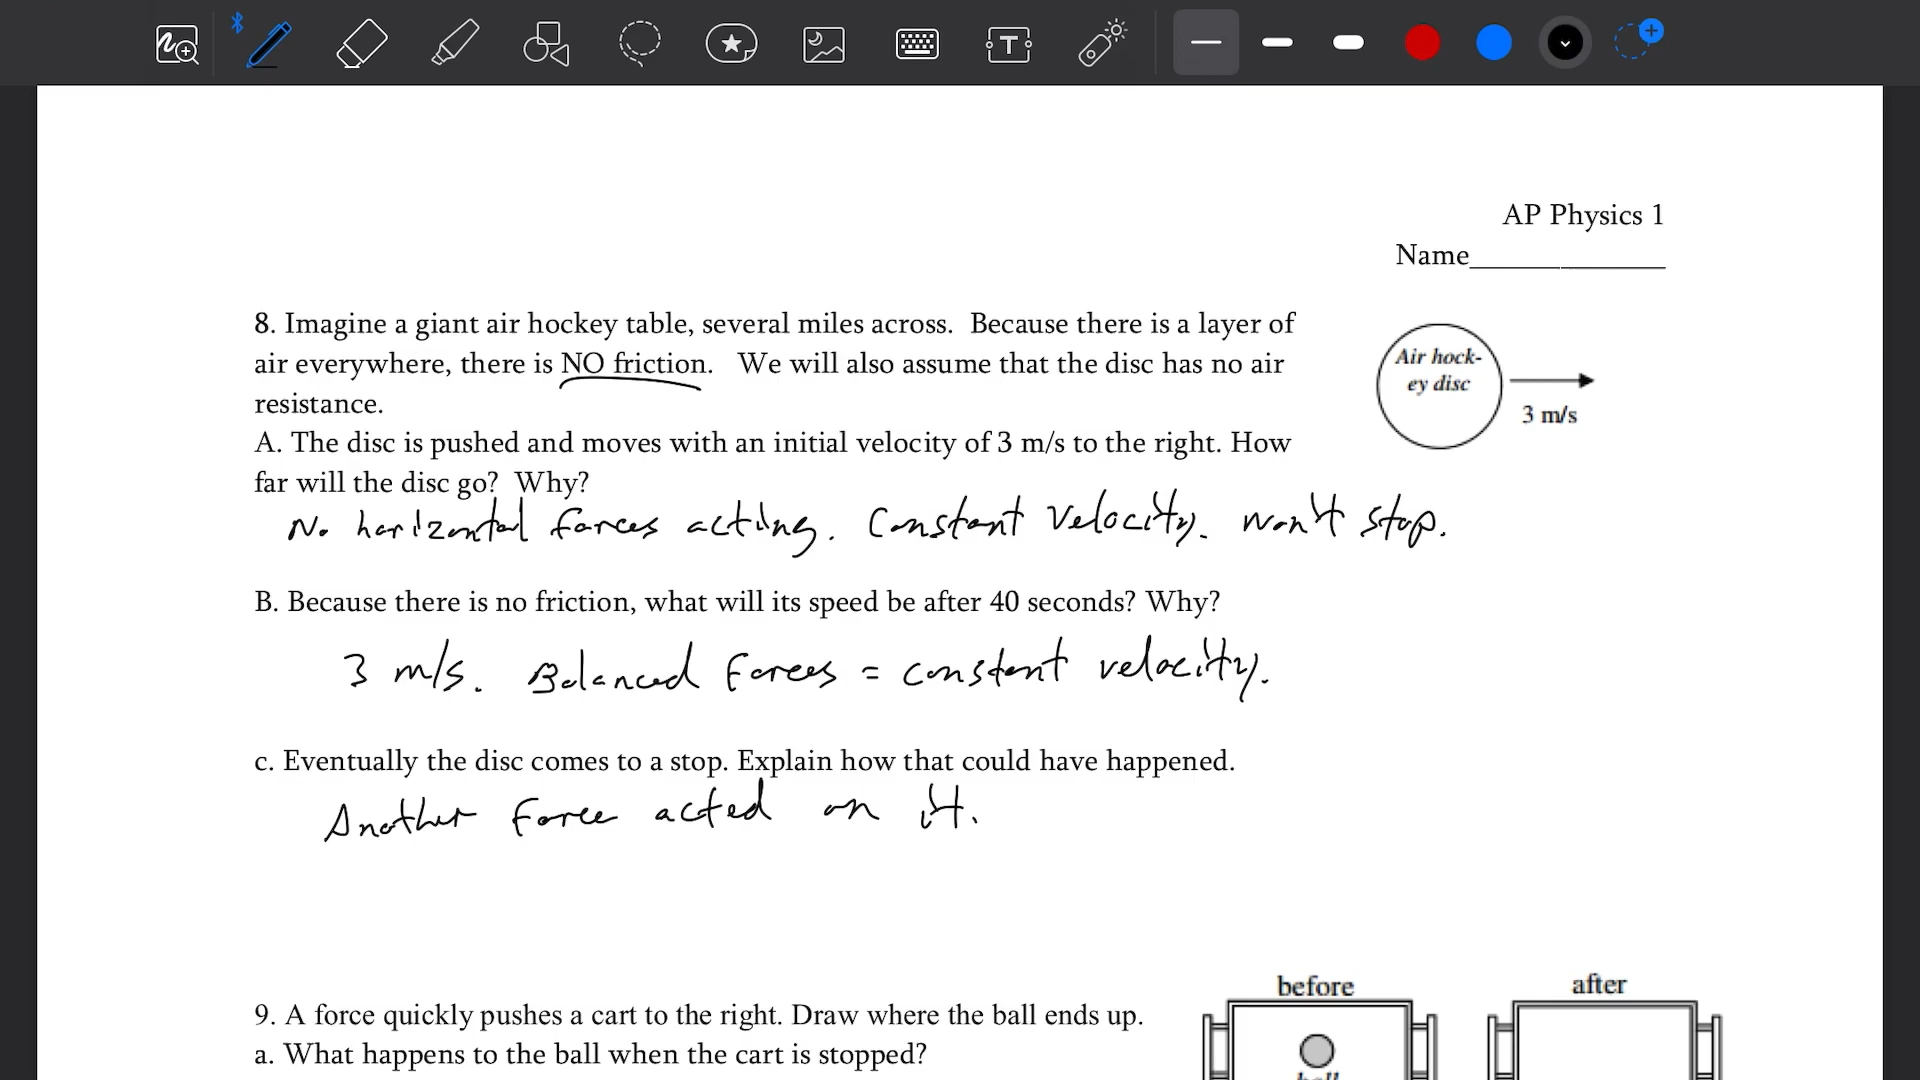 AP Physics 1
Name_______________
8. Imagine a giant air hockey table, several miles across. Because there is a layer of
air everywhere, there is NO friction. We will also assume that the disc has no air
resistance.
Air hock-
ey disc
3 m/s
A. The disc is pushed and moves with an initial velocity of 3 m/s to the right. How
far will the disc go? Why?
No horizontal forces acting. Constant velocity. won't stop.
B. Because there is no friction, what will its speed be after 40 seconds? Why?
3 m/s. Balanced forces = constant velocity.
c. Eventually the disc comes to a stop. Explain how that could have happened.
Another force acted on it.
before
after
9. A force quickly pushes a cart to the right. Draw where the ball ends up.
a. What happens to the ball when the cart is stopped?
ball